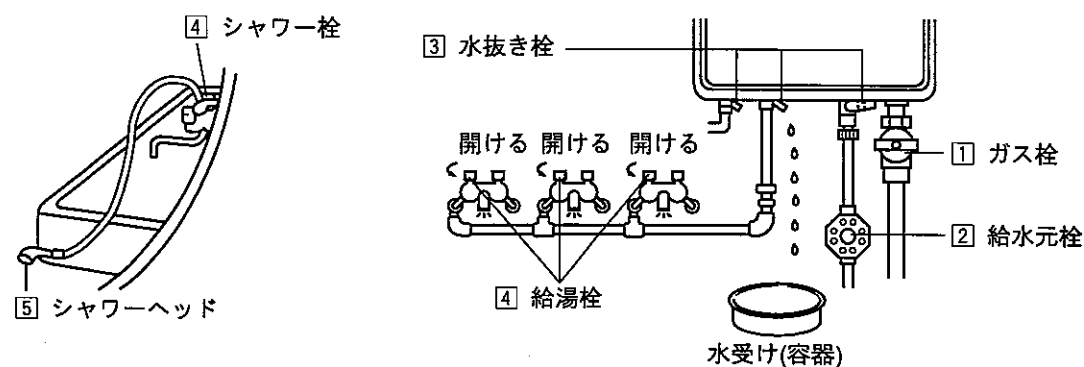 4 シャワー栓
5 シャワーヘッド
3 水抜き栓
開ける 開ける 開ける
1 ガス栓
2 給水元栓
4 給湯栓
水受け(容器)